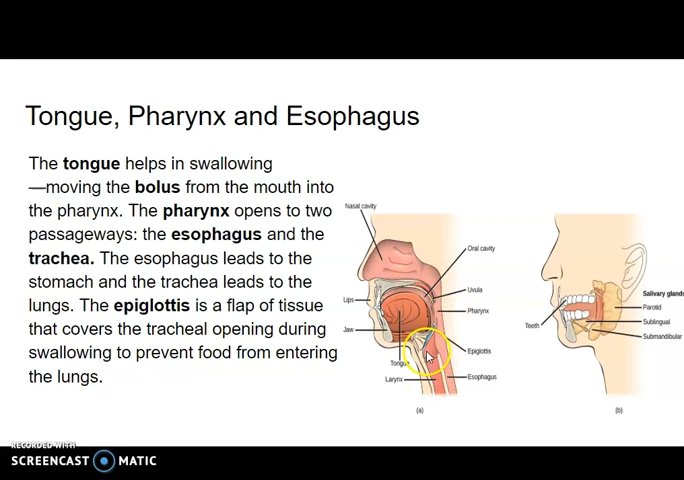 Tongue, Pharynx and Esophagus
The tongue helps in swallowing
—moving the bolus from the mouth into
the pharynx. The pharynx opens to two
passageways: the esophagus and the
trachea. The esophagus leads to the
stomach and the trachea leads to the
lungs. The epiglottis is a flap of tissue
that covers the tracheal opening during
swallowing to prevent food from entering
the lungs.
Nasal cavity
Oral cavity
Uvula
Lips
Pharynx
Jaw
Epiglottis
Tongue
Larynx
Esophagus
(a)
Salivary glands
Parotid
Teeth
Sublingual
Submandibular
(b)
RECORDED WITH
SCREENCAST MATIC